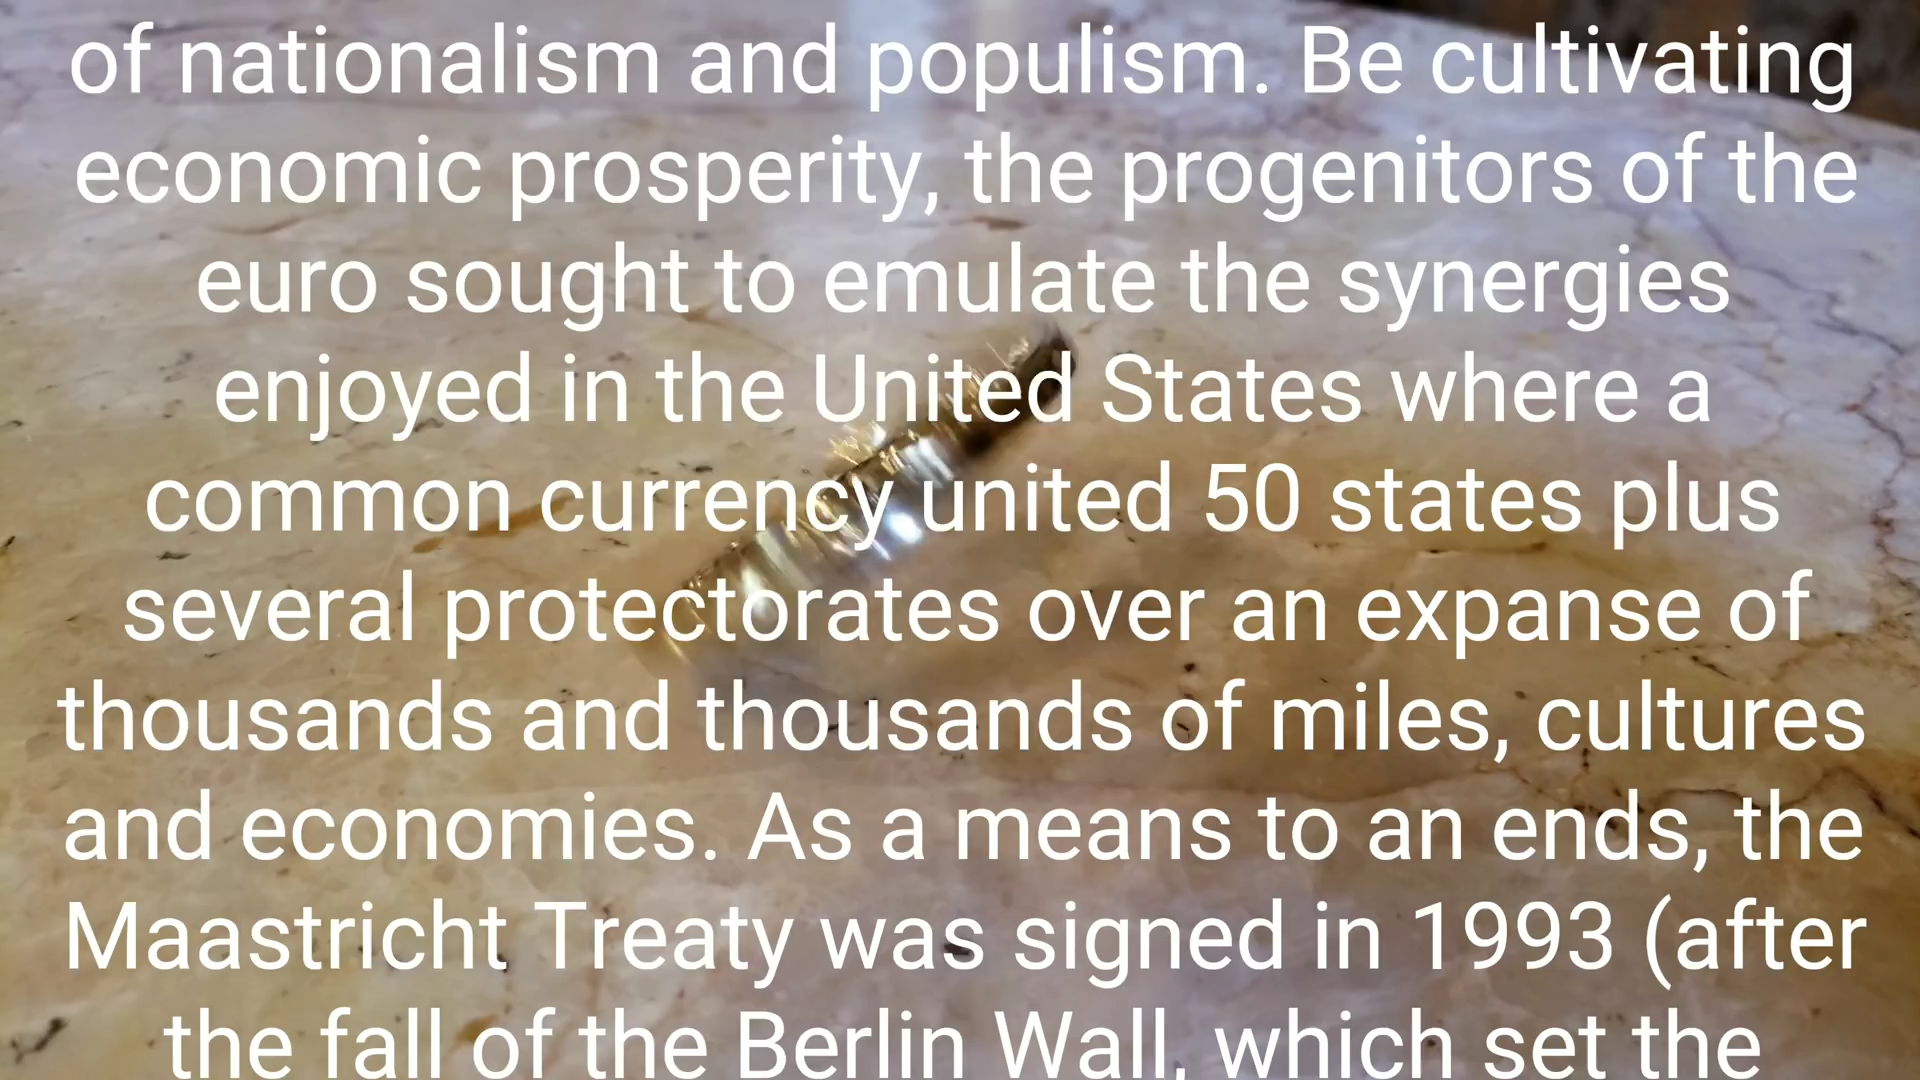 of nationalism and populism. Be cultivating
economic prosperity, the progenitors of the
euro sought to emulate the synergies
enjoyed in the United States where a
common currency united 50 states plus
several protectorates over an expanse of
thousands and thousands of miles, cultures
and economies. As a means to an ends, the
Maastricht Treaty was signed in 1993 (after
the fall of the Berlin Wall, which set the